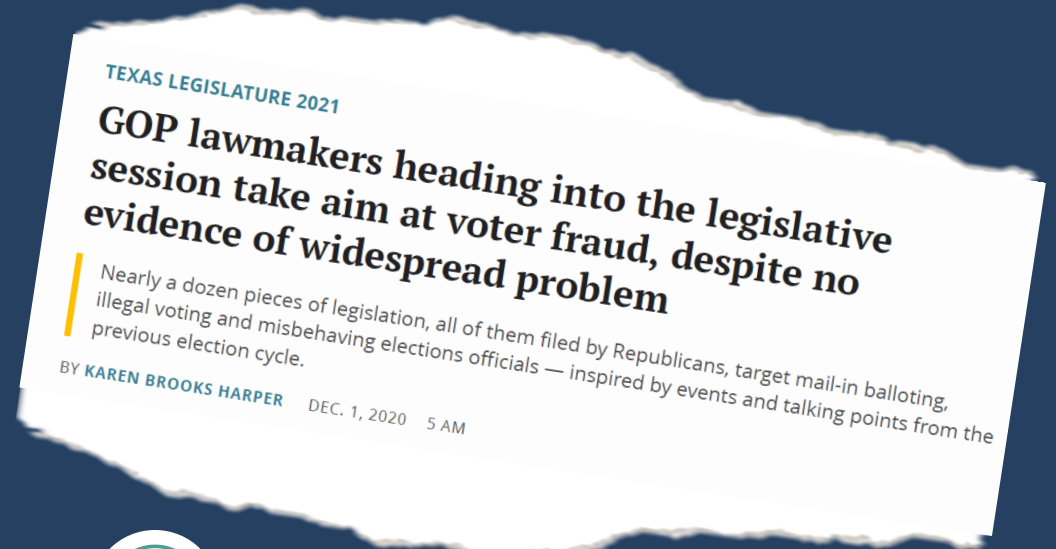 TEXAS LEGISLATURE 2021
GOP lawmakers heading into the legislative
session take aim at voter fraud, despite no
evidence of widespread problem
Nearly a dozen pieces of legislation, all of them filed by Republicans, target mail-in balloting,
illegal voting and misbehaving elections officials — inspired by events and talking points from the
previous election cycle.
BY KAREN BROOKS HARPER DEC. 1, 2020 5 AM